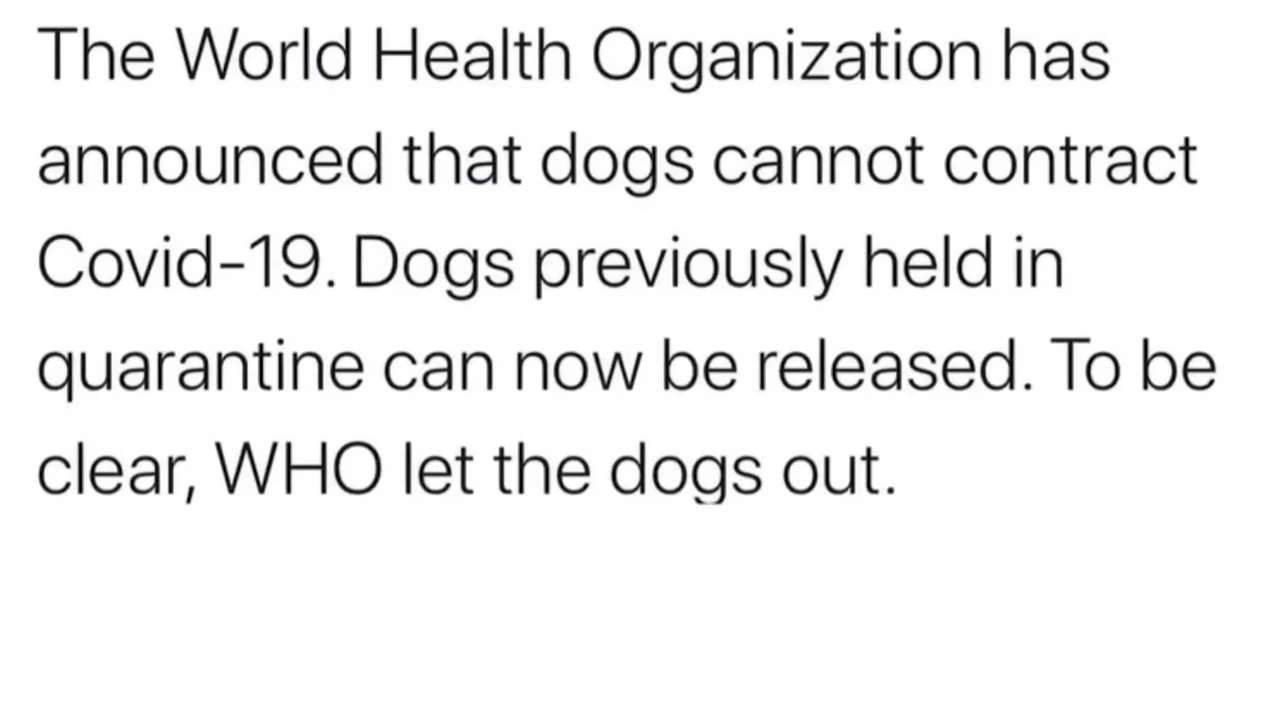 The World Health Organization has
announced that dogs cannot contract
Covid-19. Dogs previously held in
quarantine can now be released. To be
clear, WHO let the dogs out.